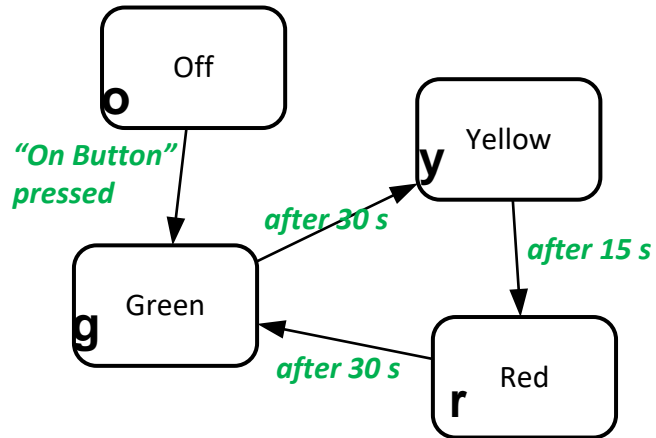 Off
o
“On Button”
pressed
Yellow
y
after 30 s
after 15 s
Green
g
after 30 s
Red
r